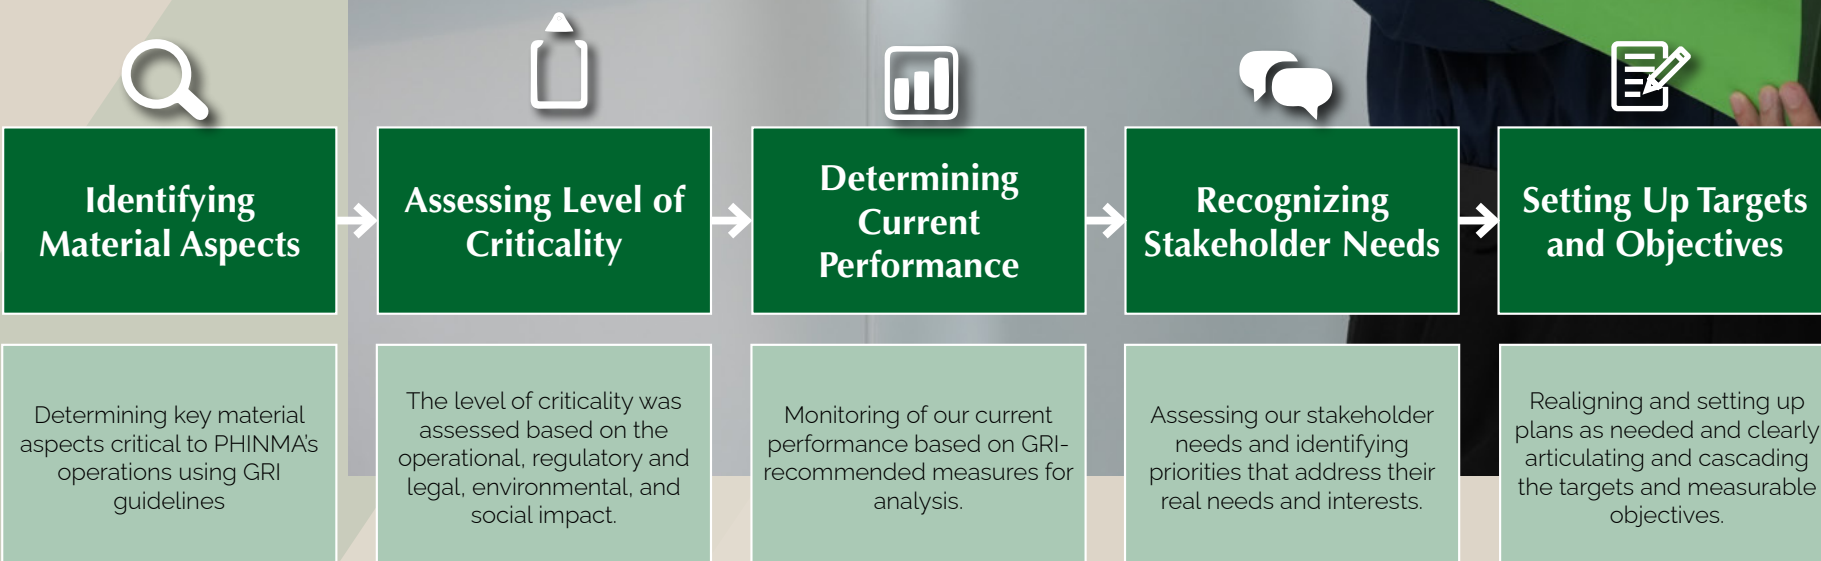 Identifying
Material Aspects
Assessing Level of
Criticality
Determining
Current
Performance
Recognizing
Stakeholder Needs
Setting Up Targets
and Objectives
Determining key material
aspects critical to PHINMA's
operations using GRI
guidelines
The level of criticality was
assessed based on the
operational, regulatory and
legal, environmental, and
social impact.
Monitoring of our current
performance based on GRI-
recommended measures for
analysis.
Assessing our stakeholder
needs and identifying
priorities that address their
real needs and interests.
Realigning and setting up
plans as needed and clearly
articulating and cascading
the targets and measurable
objectives.